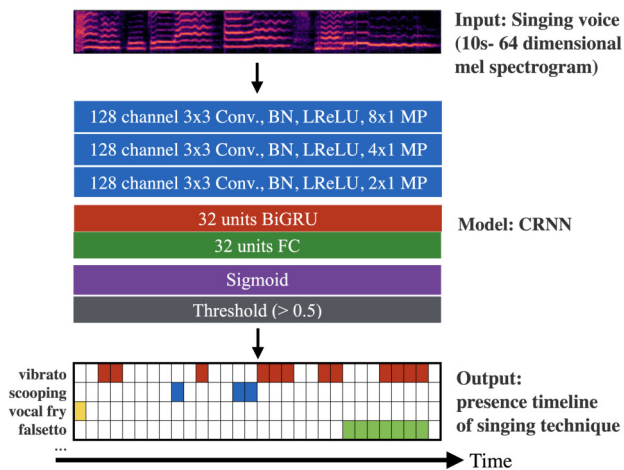 Input: Singing voice
(10s- 64 dimensional
mel spectrogram)
128 channel 3x3 Conv., BN, LReLU, 8x1 MP
128 channel 3x3 Conv., BN, LReLU, 4x1 MP
128 channel 3x3 Conv., BN, LReLU, 2x1 MP
32 units BiGRU
32 units FC
Model: CRNN
Sigmoid
Threshold (> 0.5)
vibrato
scooping
vocal fry
falsetto
...
Output:
presence timeline
of singing technique
Time